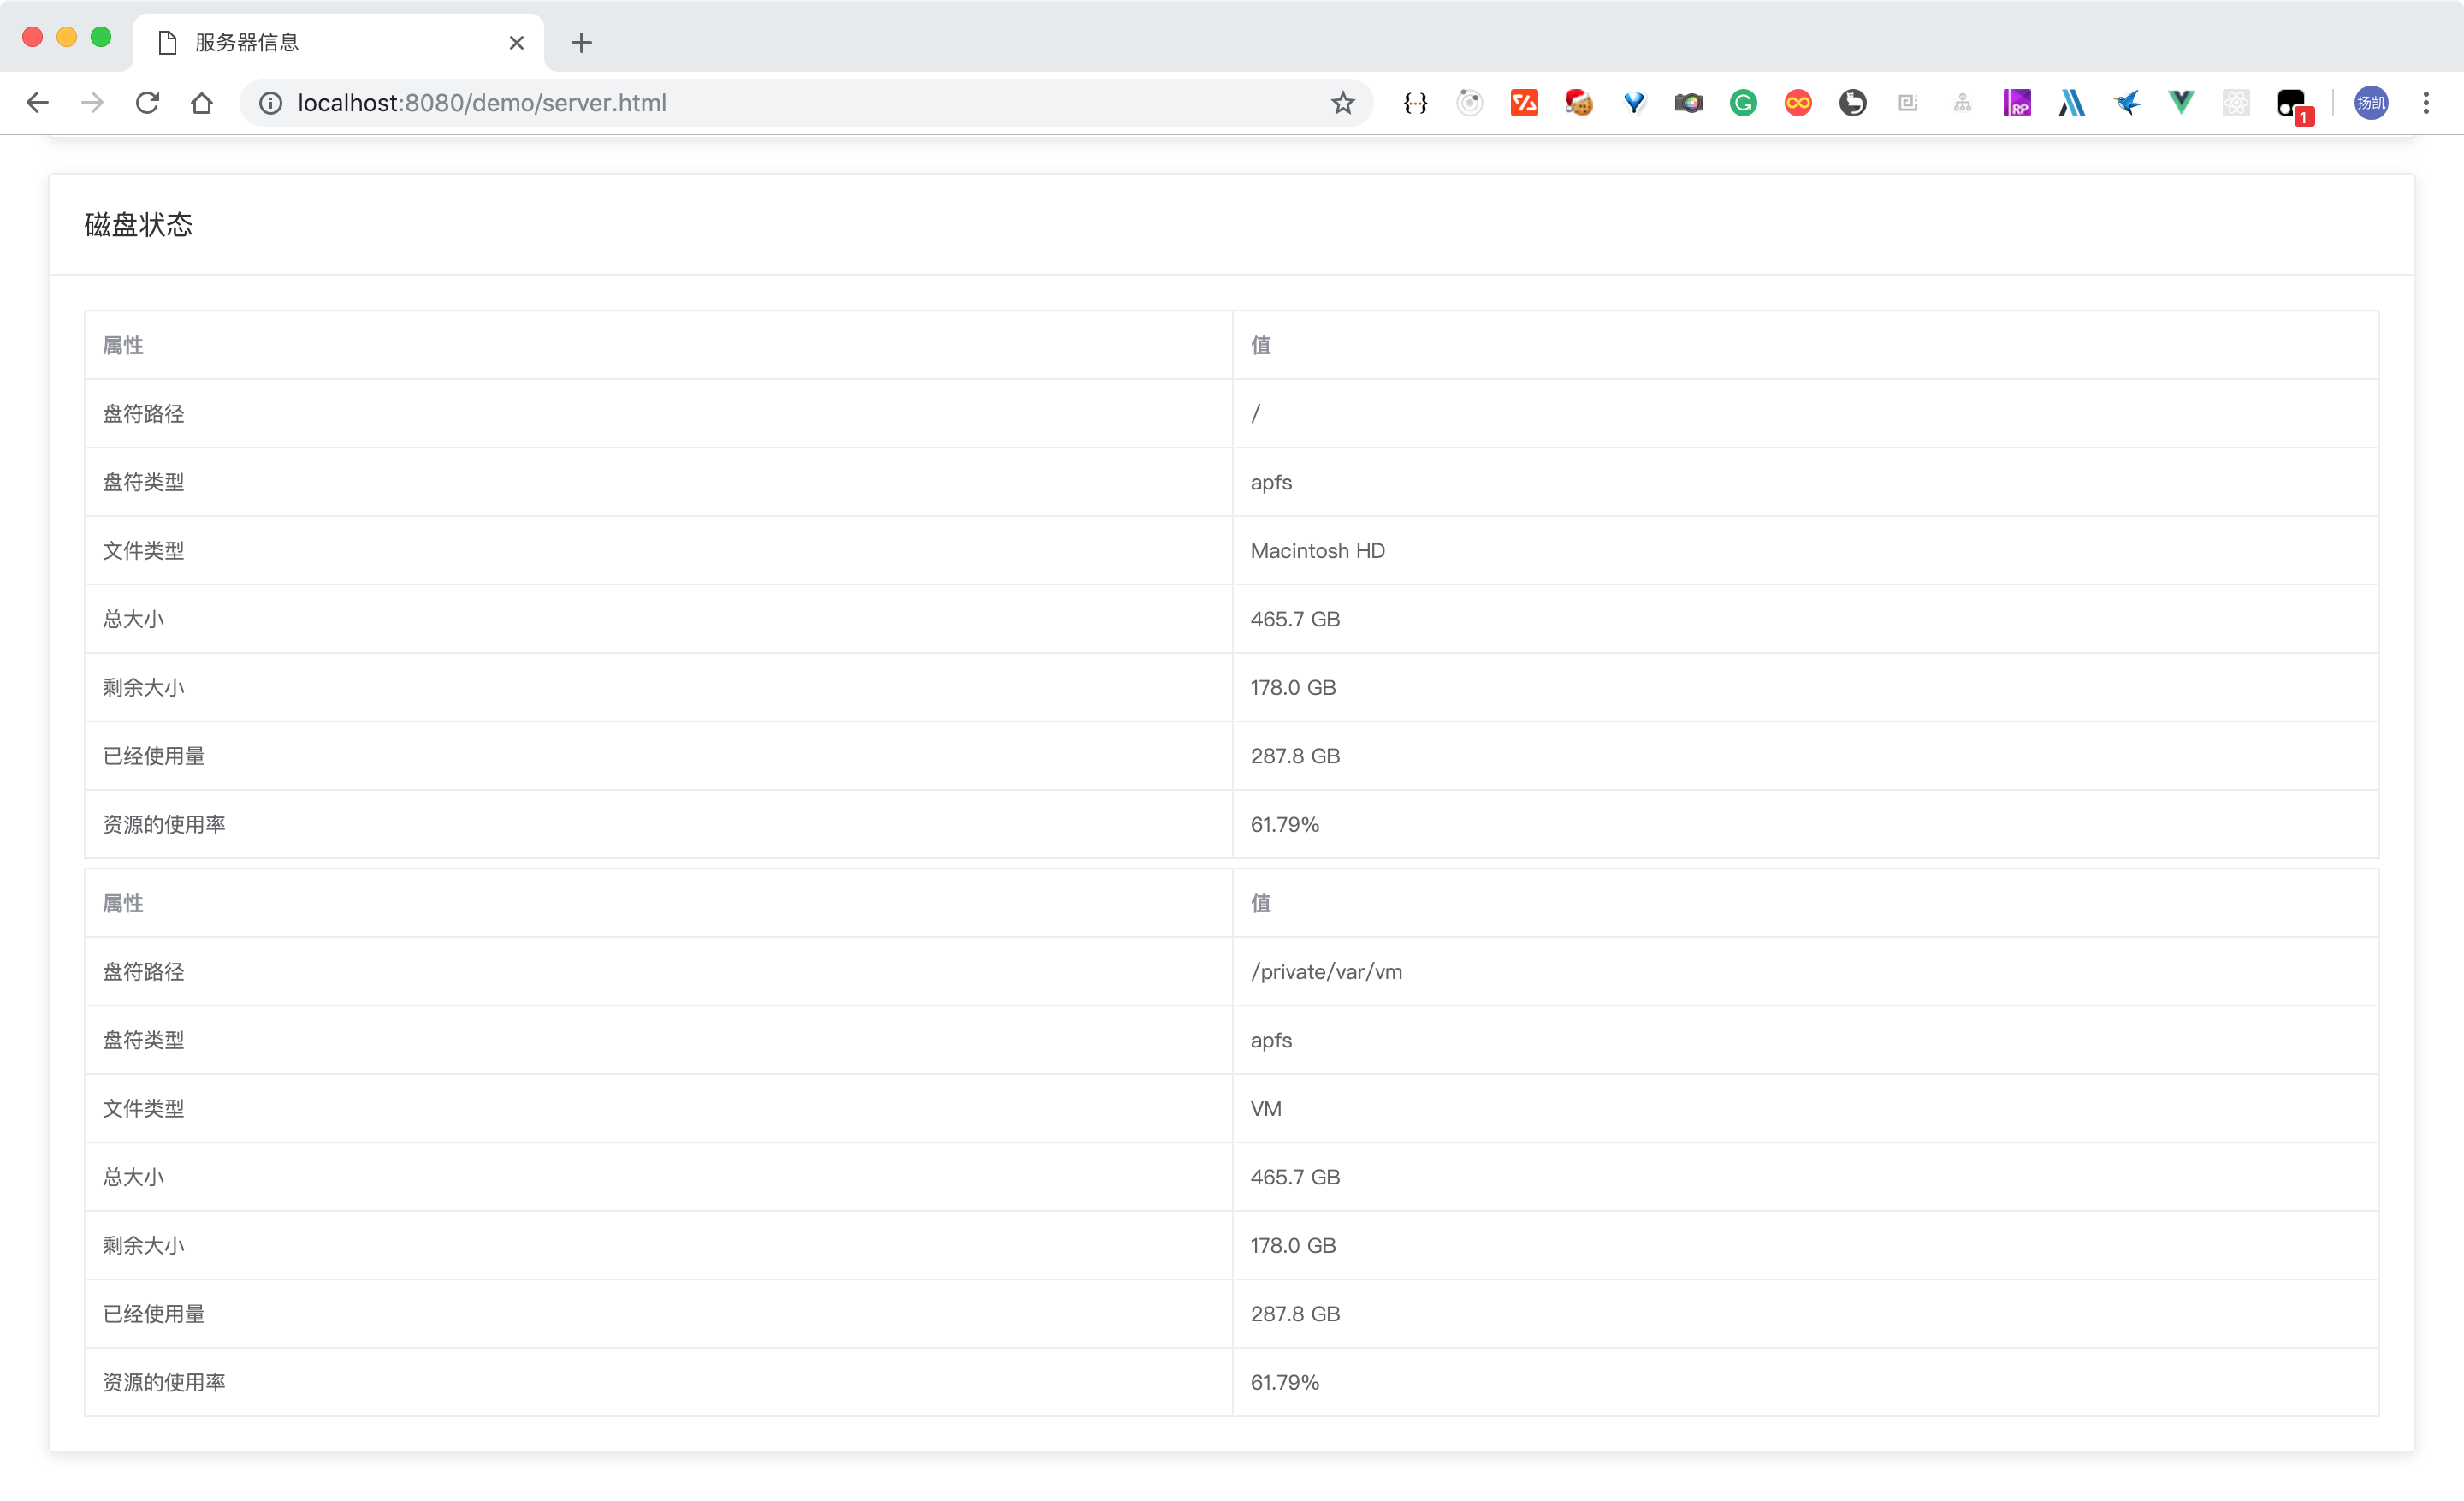 服务器信息
localhost:8080/demo/server.html
RP
1
扬凯
磁盘状态
属性 值
盘符路径 /
盘符类型 apfs
文件类型 Macintosh HD
总大小 465.7 GB
剩余大小 178.0 GB
已经使用量 287.8 GB
资源的使用率 61.79%
属性 值
盘符路径 /private/var/vm
盘符类型 apfs
文件类型 VM
总大小 465.7 GB
剩余大小 178.0 GB
已经使用量 287.8 GB
资源的使用率 61.79%